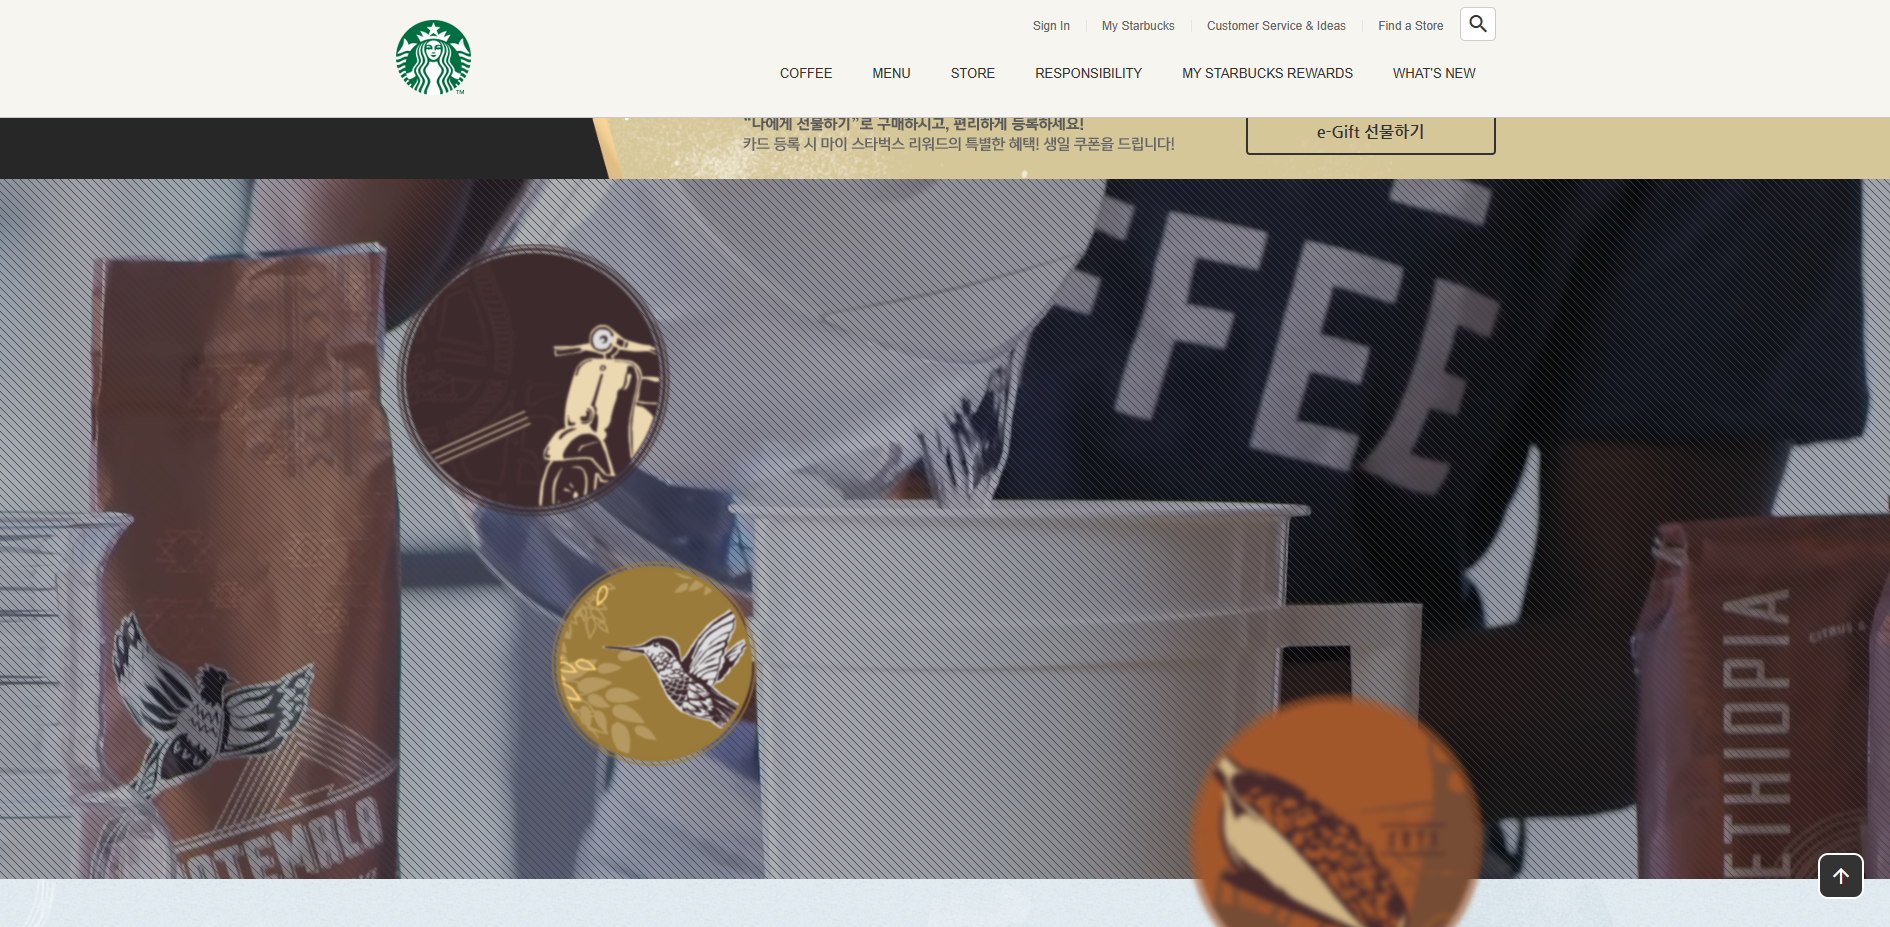 Sign In
My Starbucks
Customer Service & Ideas
Find a Store
COFFEE
MENU
STORE
RESPONSIBILITY
MY STARBUCKS REWARDS
WHAT'S NEW
TM
“나에게 선물하기”로 구매하시고, 편리하게 등록하세요!
카드 등록 시 마이 스타벅스 리워드의 특별한 혜택! 생일 쿠폰을 드립니다!
e-Gift 선물하기
FFEE
ETHIOPIA
CITRUS &
ATEMALA